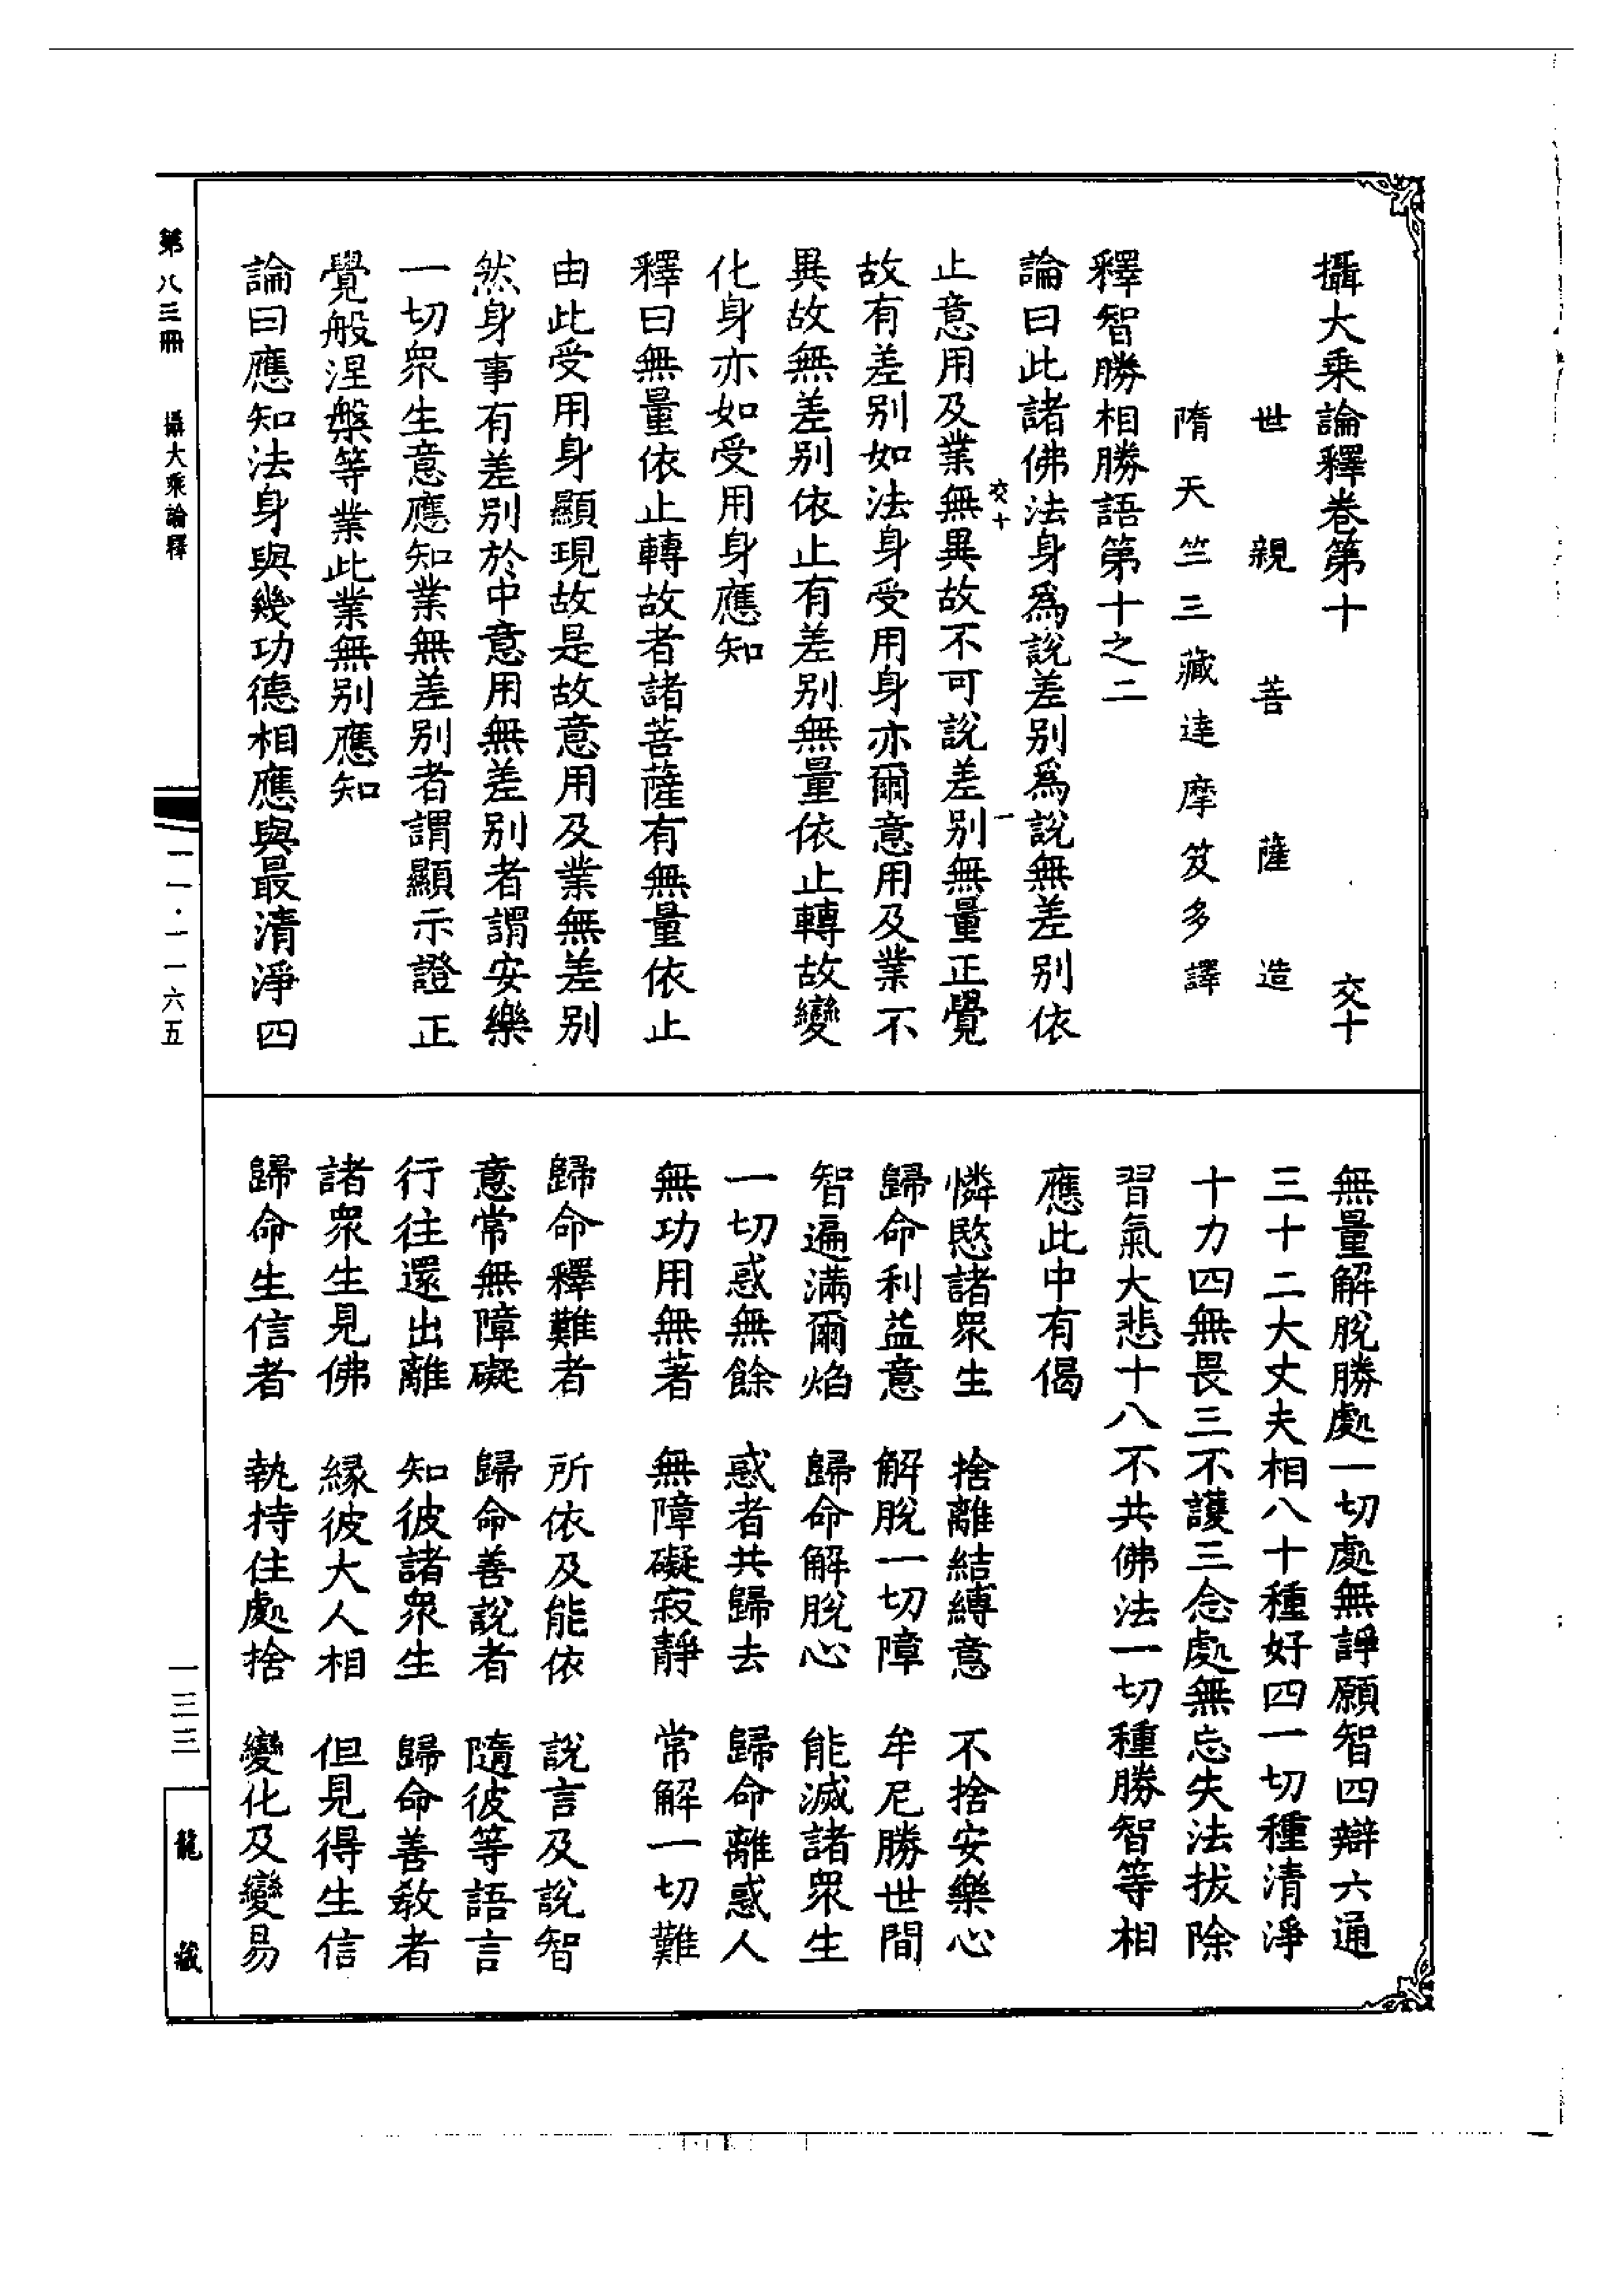 攝大乘論釋卷第十 交十
世親菩薩造
隋天竺三藏達摩笈多譯
釋智勝相勝語第十之二
論曰此諸佛法身爲說差別爲說無差別依
交十 一
止意用及業無異故不可說差別無量正覺
故有差別如法身受用身亦爾意用及業不
異故無差別依止有差別無量依止轉故變
化身亦如受用身應知
釋曰無量依止轉故者諸菩薩有無量依止
由此受用身顯現故是故意用及業無差別
然身事有差別於中意用無差別者謂安樂
一切眾生意應知業無差別者謂顯示證正
覺般涅槃等業此業無別應知
論曰應知法身與幾功德相應與最清淨四
無量解脫勝處一切處無諍願智四辯六通
三十二大丈夫相八十種好四一切種清淨
十力四無畏三不護三念處無忘失法拔除
習氣大悲十八不共佛法一切種勝智等相
應此中有偈
憐愍諸眾生 捨離結縛意 不捨安樂心
歸命利益意 解脫一切障 牟尼勝世間
智遍滿爾焰 歸命解脫心 能滅諸眾生
一切惑無餘 惑者共歸去 歸命離惑人
無功用無著 無障礙寂靜 常解一切難
歸命釋難者 所依及能依 說言及說智
意常無障礙 歸命善說者 隨彼等語言
行往還出離 知彼諸眾生 歸命善教者
諸眾生見佛 緣彼大人相 但見得生信
歸命生信者 執持住處捨 變化及變易
第八三冊 攝大乘論釋 一一·一一六五 一三三 龍藏